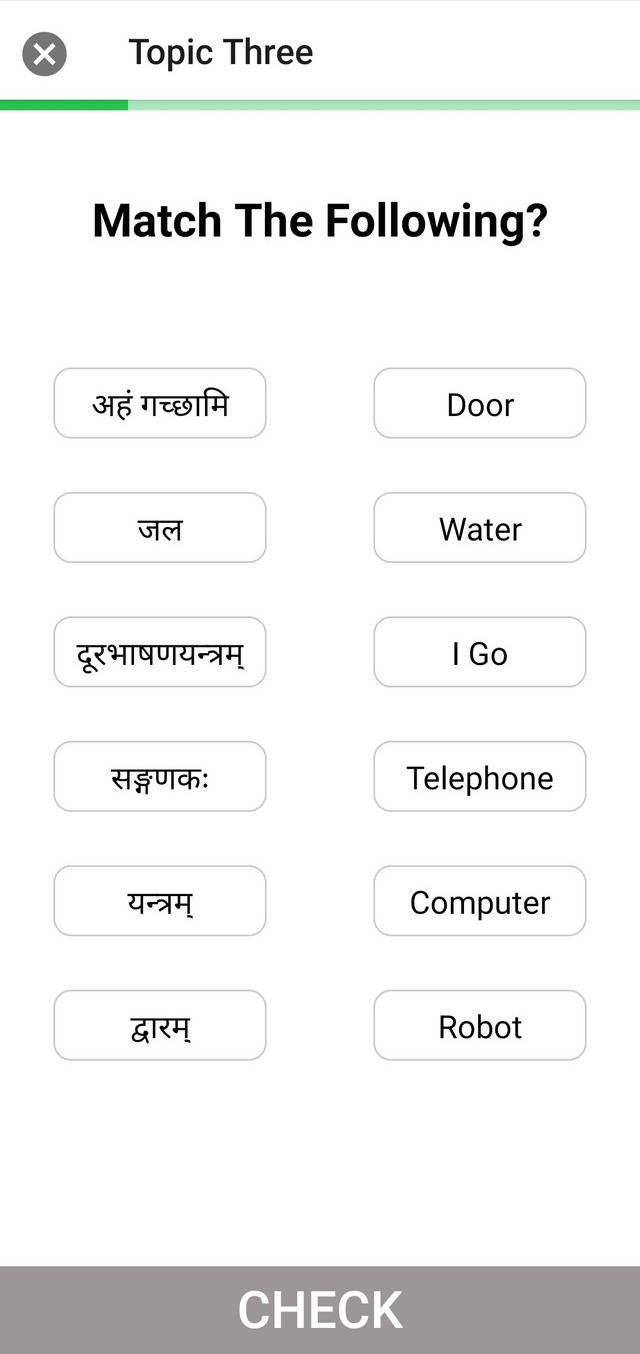 Topic Three
Match The Following?
अहं गच्छामि
Door
जल
Water
दूरभाषणयन्त्रम्
I Go
सङ्गणकः
Telephone
यन्त्रम्
Computer
द्वारम्
Robot
CHECK